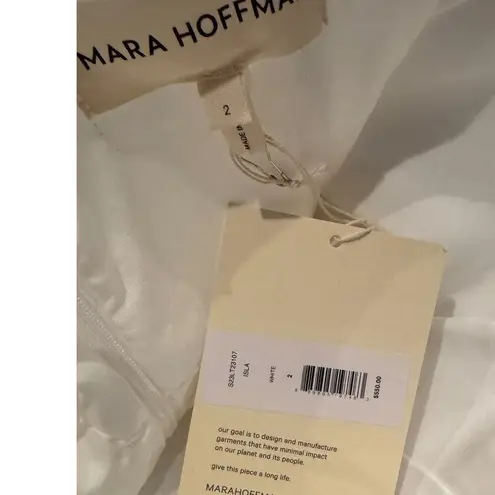 MARA HOFFMA
2
MADE IN
S23LT23107
ISLA
WHITE
2
$550.00
our goal is to design and manufacture
garments that have minimal impact
on our planet and its people.
give this piece a long life.
MARAHOFFMA